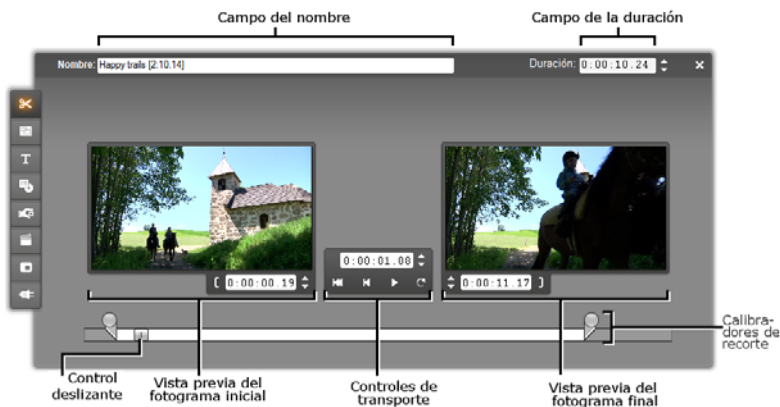 Campo del nombre
Campo de la duración
Nombre: Happy trails [2:10.14]
Duración: 0:00:10.24
T
0:00:01.08
[ 0:00:00.19
0:00:11.17 ]
Calibra-
dores de
recorte
Control
deslizante
Vista previa del
fotograma inicial
Controles de
transporte
Vista previa del
fotograma final